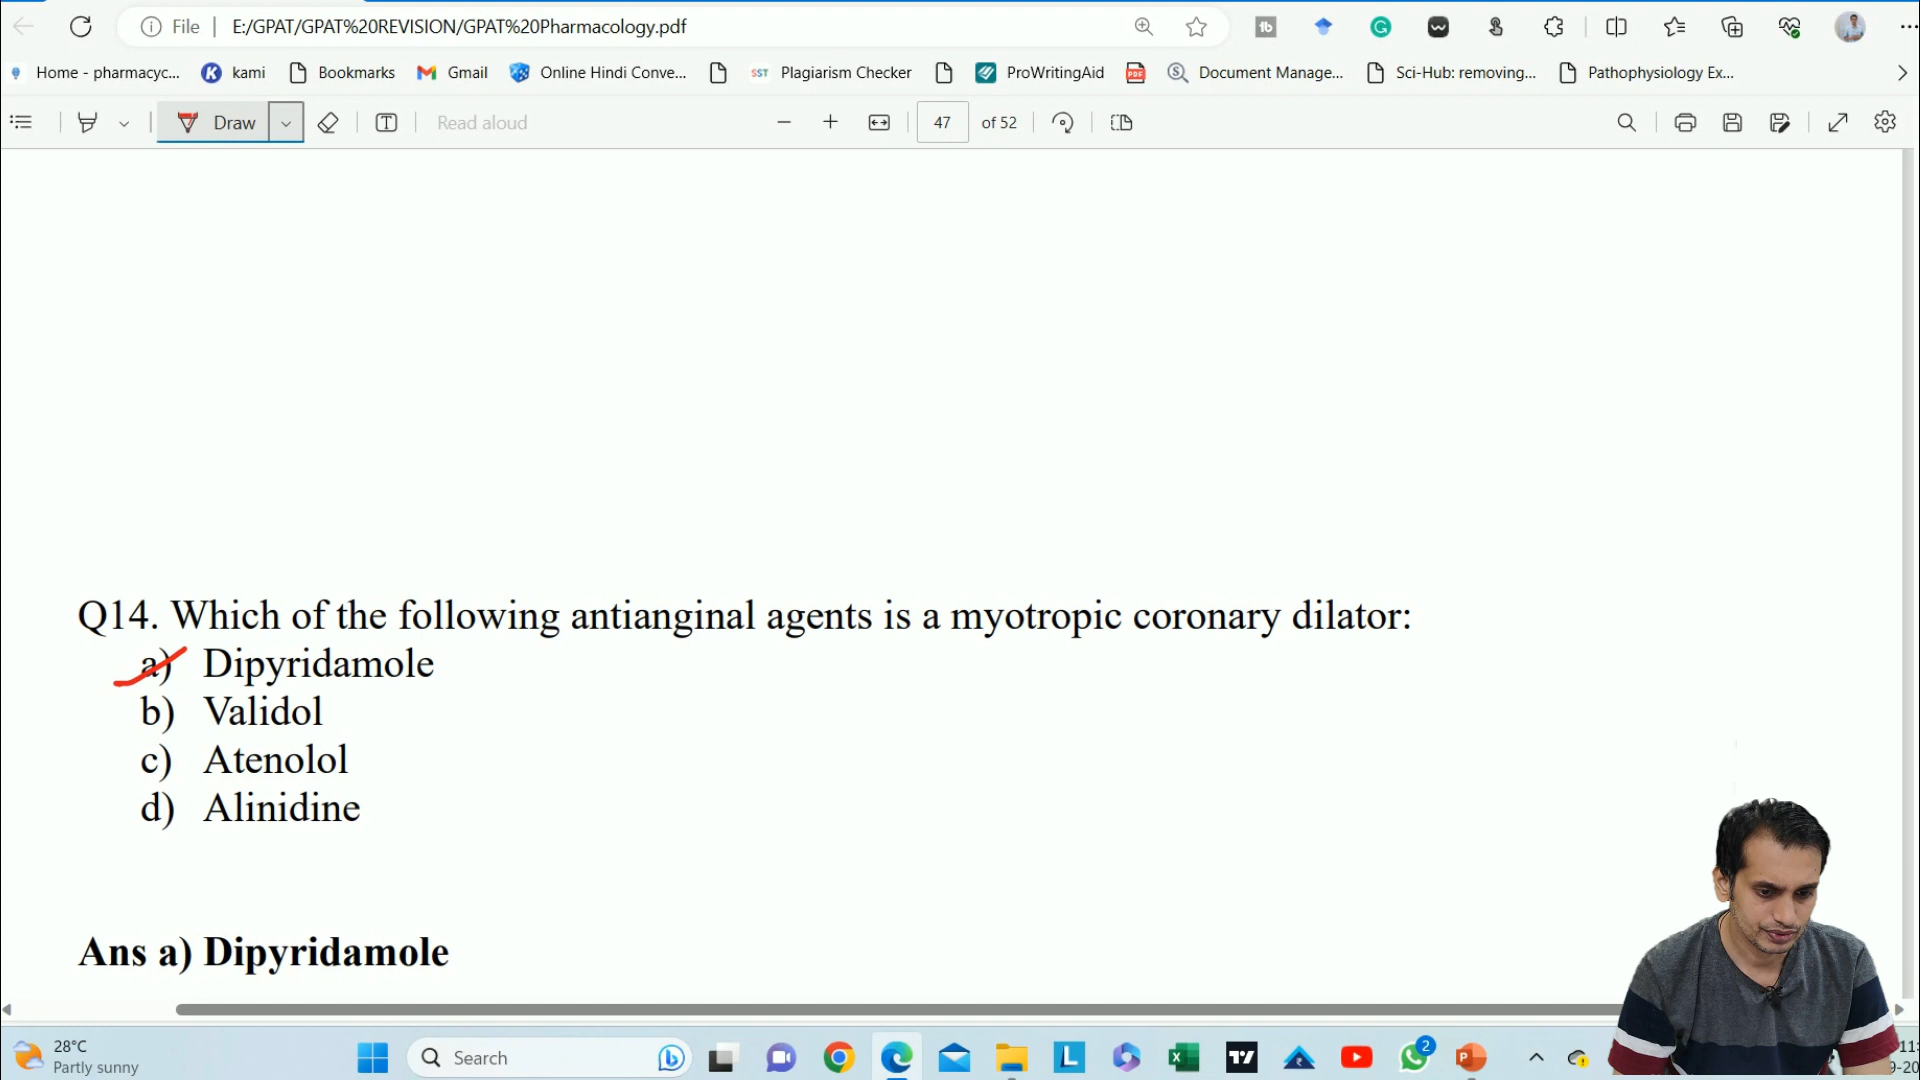 File | E:/GPAT/GPAT%20REVISION/GPAT%20Pharmacology.pdf
Home - pharmacyc... kami Bookmarks Gmail Online Hindi Conve... SST Plagiarism Checker ProWritingAid PDF Document Manage... Sci-Hub: removing... Pathophysiology Ex...
Draw Read aloud 47 of 52
Q14. Which of the following antianginal agents is a myotropic coronary dilator:
a) Dipyridamole
b) Validol
c) Atenolol
d) Alinidine
Ans a) Dipyridamole
28°C
Partly sunny
Search
2